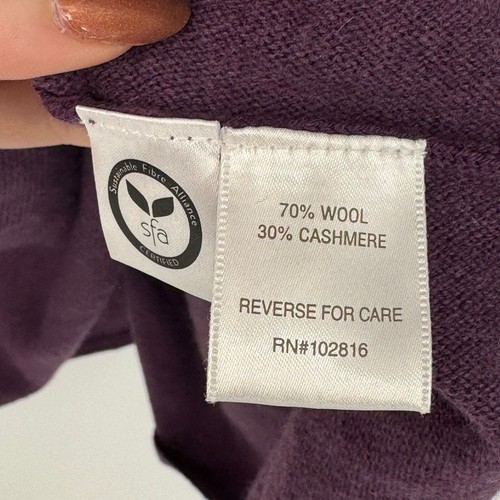 Sustainable Fibre Alliance
sfa
CERTIFIED
70% WOOL
30% CASHMERE
REVERSE FOR CARE
RN#102816